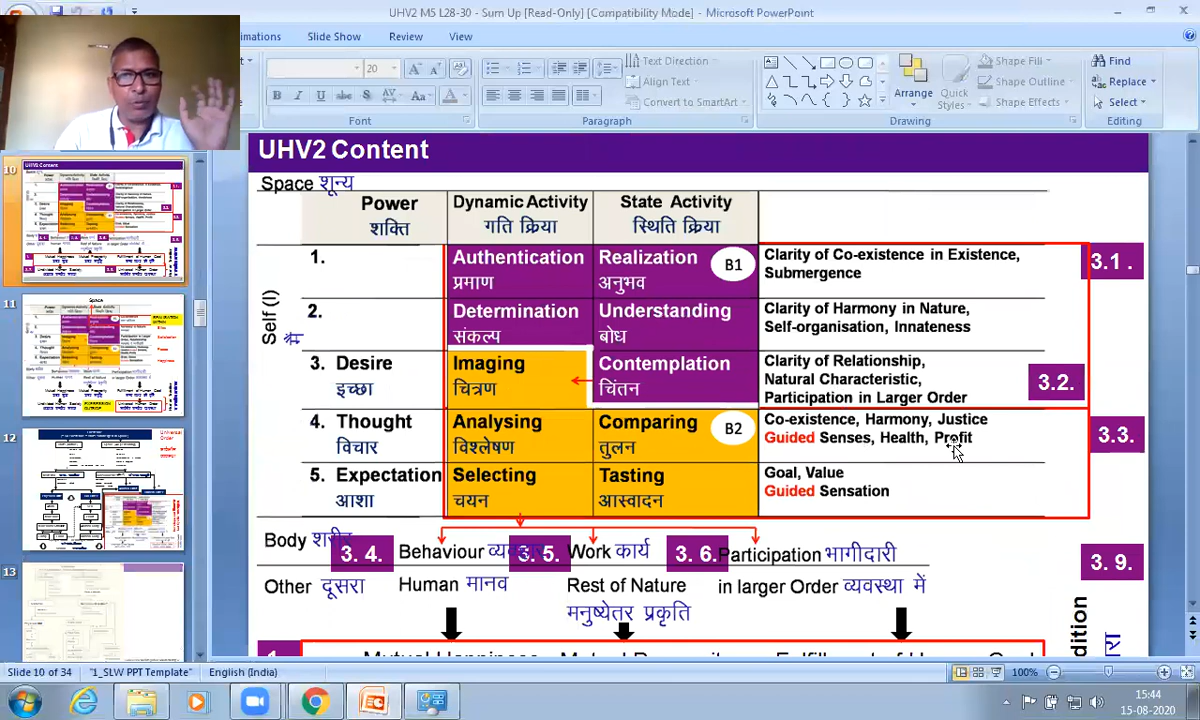 UHV2 M5 L28-30 - Sum Up [Read-Only] [Compatibility Mode] - Microsoft PowerPoint
imations Slide Show Review View
20
Text Direction
Align Text
Convert to SmartArt
Shape Fill
Shape Outline
Shape Effects
Arrange
Quick Styles
Find
Replace
Select
Font Paragraph Drawing Editing
10
11
12
13
UHV2 Content
Space शून्य
Power Dynamic Activity State Activity
शक्ति गति क्रिया स्थिति क्रिया
Self (I)
1. Authentication Realization B1 Clarity of Co-existence in Existence, 3.1 .
प्रमाण अनुभव Submergence
2. Determination Understanding Clarity of Harmony in Nature,
संकल्प बोध Self-organisation, Innateness
3 Desire Imaging Contemplation Clarity of Relationship,
इच्छा चित्रण चिंतन Natural Characteristic, 3.2.
Participation in Larger Order
4. Thought Analysing Comparing B2 Co-existence, Harmony, Justice 3.3.
विचार विश्लेषण तुलन Guided Senses, Health, Profit
5. Expectation Selecting Tasting Goal, Value
आशा चयन आस्वादन Guided Sensation
Body शरीर 3. 4. Behaviour व्यवहार 3.5. Work कार्य 3. 6. Participation भागीदारी 3. 9.
Other दूसरा Human मानव Rest of Nature in larger Order व्यवस्था में
मनुष्येतर प्रकृति
Slide 10 of 34 "1_SLW PPT Template" English (India) 100%
15:44
15-08-2020